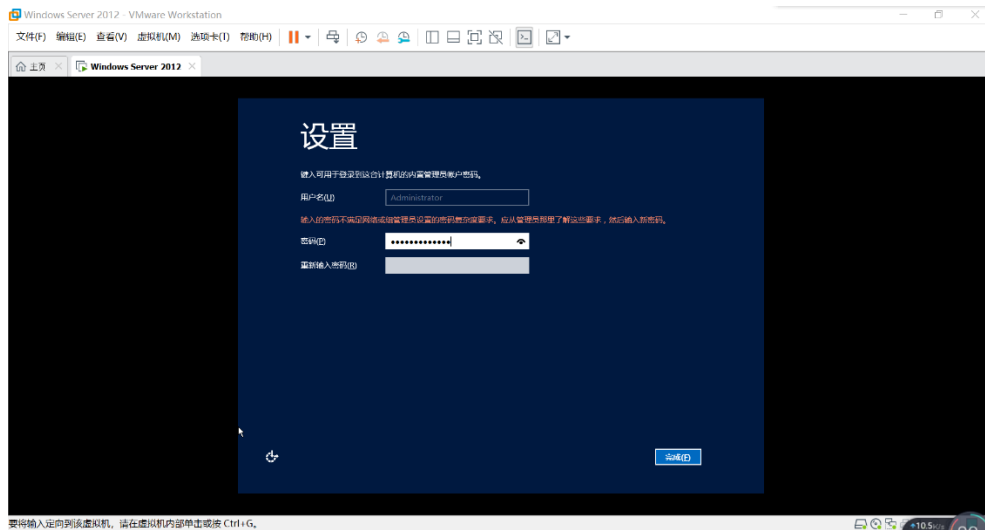 Windows Server 2012 - VMware Workstation
文件(F) 编辑(E) 查看(V) 虚拟机(M) 选项卡(T) 帮助(H)
主页 Windows Server 2012
设置
键入可用于登录到这台计算机的内置管理员帐户密码。
用户名(U) Administrator
输入的密码不满足网络或组管理员设置的密码复杂度要求。应从管理员那里了解这些要求，然后输入新密码。
密码(P)
重新输入密码(R)
完成(F)
要将输入定向到该虚拟机，请在虚拟机内部单击或按 Ctrl+G。